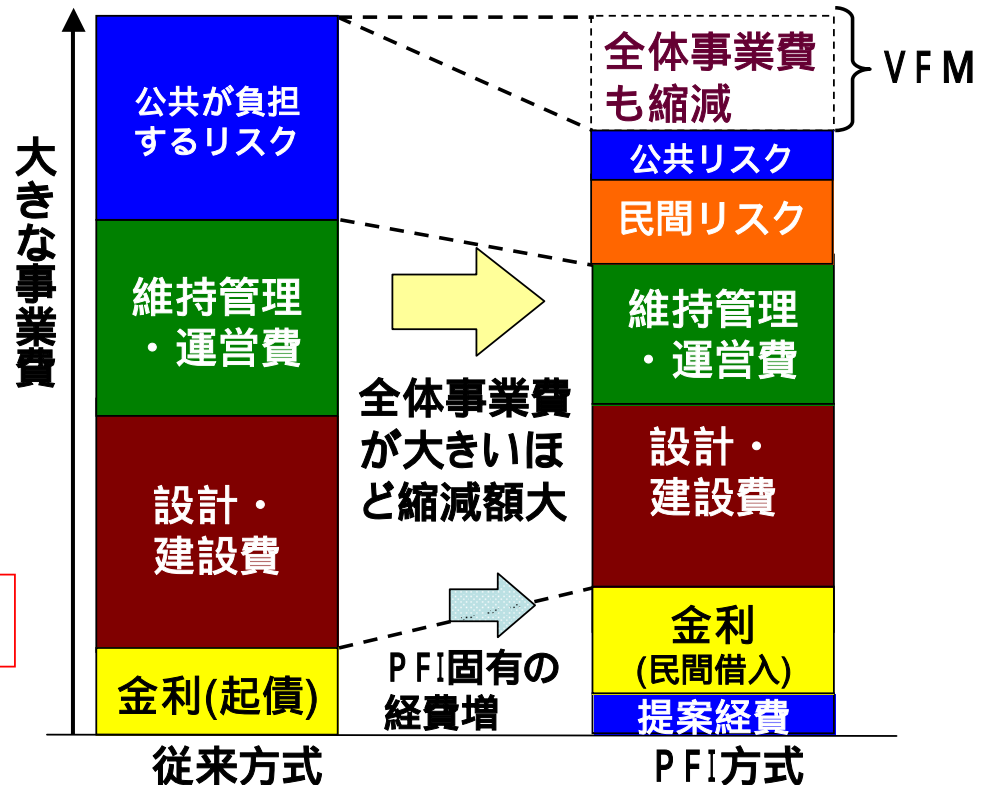 大きな事業費
公共が負担
するリスク
維持管理
・運営費
設計・
建設費
金利(起債)
従来方式
全体事業費
が大きいほ
ど縮減額大
PFI固有の
経費増
全体事業費
も縮減
VFM
公共リスク
民間リスク
維持管理
・運営費
設計・
建設費
金利
(民間借入)
提案経費
PFI方式